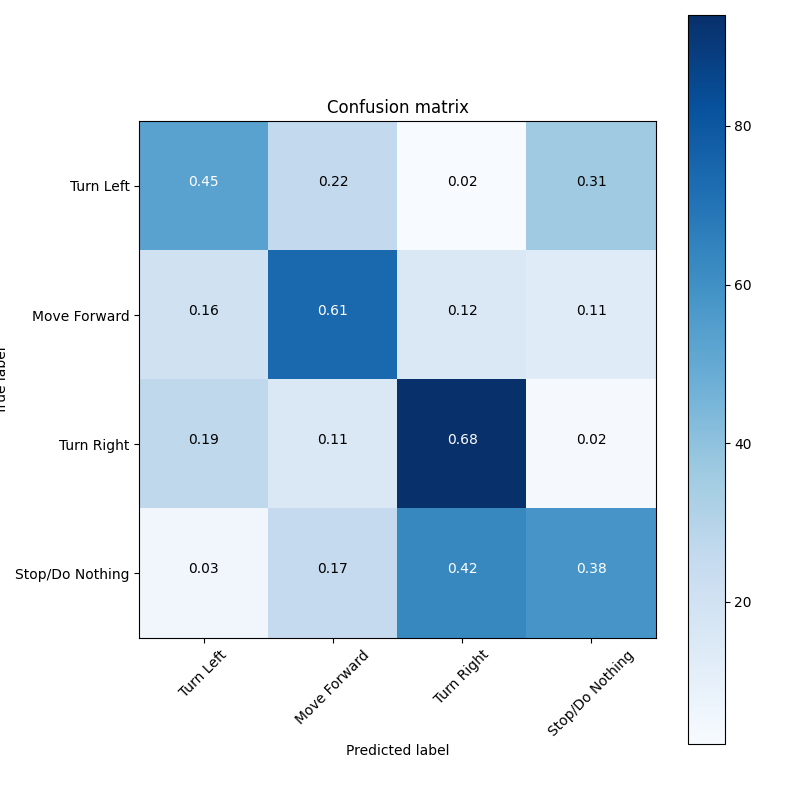 Confusion matrix
Turn Left 0.45 0.22 0.02 0.31
Move Forward 0.16 0.61 0.12 0.11
Turn Right 0.19 0.11 0.68 0.02
Stop/Do Nothing 0.03 0.17 0.42 0.38
Turn Left Move Forward Turn Right Stop/Do Nothing
Predicted label
True label
80
60
40
20